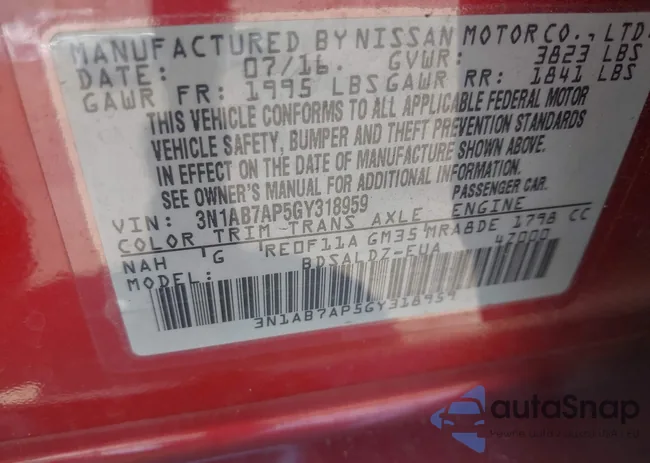 MANUFACTURED BY NISSAN MOTOR CO., LTD.
DATE: 07/16. GVWR: 3823 LBS
GAWR FR: 1995 LBS GAWR RR: 1841 LBS
THIS VEHICLE CONFORMS TO ALL APPLICABLE FEDERAL MOTOR
VEHICLE SAFETY, BUMPER AND THEFT PREVENTION STANDARDS
IN EFFECT ON THE DATE OF MANUFACTURE SHOWN ABOVE.
SEE OWNER'S MANUAL FOR ADDITIONAL INFORMATION.
VIN: 3N1AB7AP5GY318959 PASSENGER CAR.
COLOR TRIM TRANS AXLE ENGINE
NAH G RE0F11A GM35 MRA8DE 1798 CC
MODEL: BDSALDZ-EUA 42000
3N1AB7AP5GY318959
autoSnap